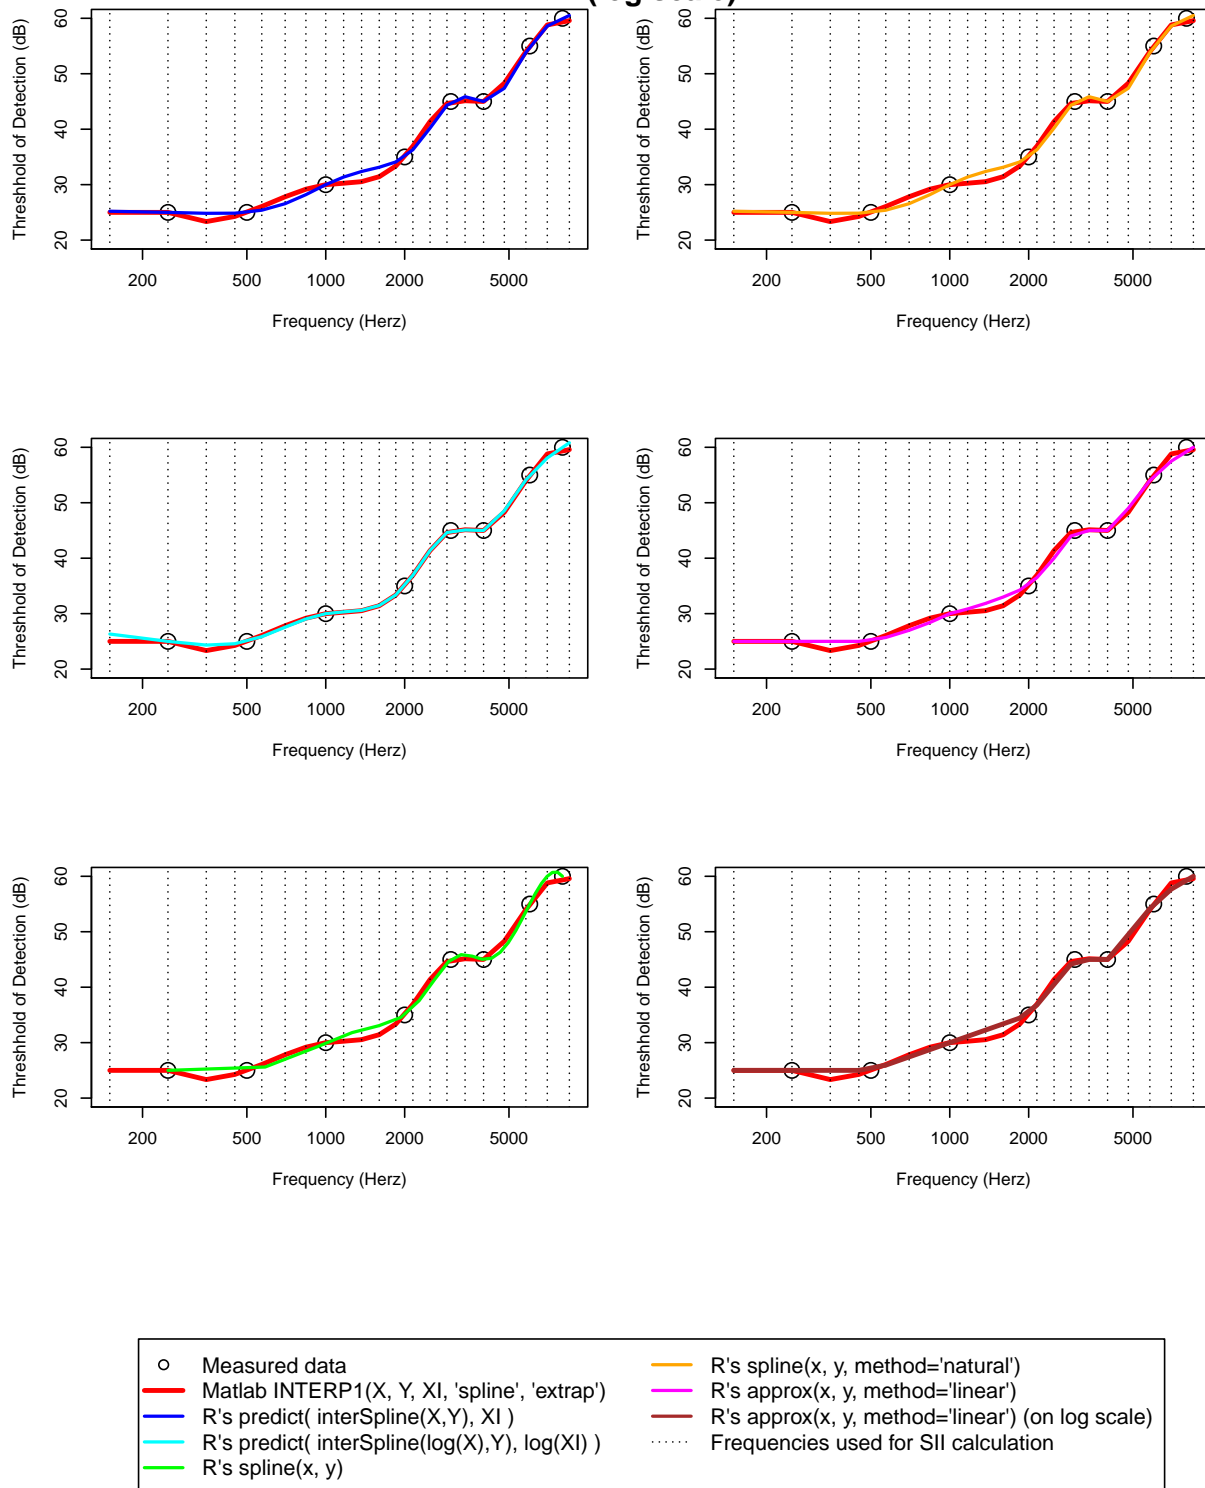 (log scale)
Threshhold of Detection (dB)
20 30 40 50 60
200 500 1000 2000 5000
Frequency (Herz)
Threshhold of Detection (dB)
20 30 40 50 60
200 500 1000 2000 5000
Frequency (Herz)
Threshhold of Detection (dB)
20 30 40 50 60
200 500 1000 2000 5000
Frequency (Herz)
Threshhold of Detection (dB)
20 30 40 50 60
200 500 1000 2000 5000
Frequency (Herz)
Threshhold of Detection (dB)
20 30 40 50 60
200 500 1000 2000 5000
Frequency (Herz)
Threshhold of Detection (dB)
20 30 40 50 60
200 500 1000 2000 5000
Frequency (Herz)
Measured data
Matlab INTERP1(X, Y, XI, 'spline', 'extrap')
R's predict( interSpline(X,Y), XI )
R's predict( interSpline(log(X),Y), log(XI) )
R's spline(x, y)
R's spline(x, y, method='natural')
R's approx(x, y, method='linear')
R's approx(x, y, method='linear') (on log scale)
Frequencies used for SII calculation